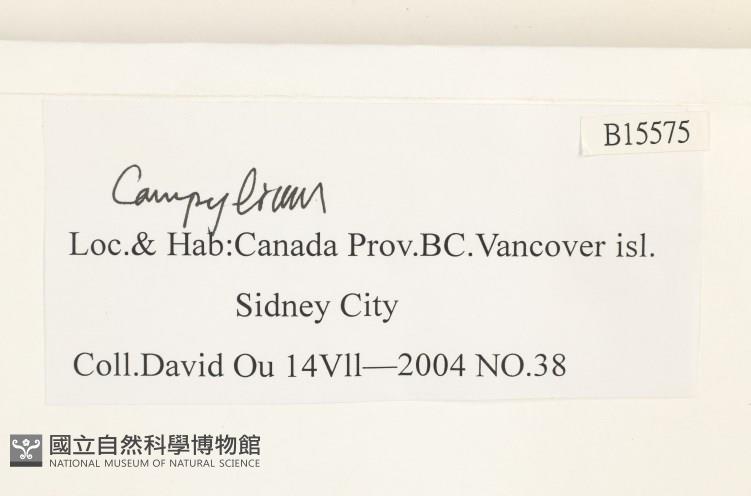 B15575
Campylium
Loc.& Hab:Canada Prov.BC.Vancover isl.
Sidney City
Coll.David Ou 14Vll—2004 NO.38
國立自然科學博物館
NATIONAL MUSEUM OF NATURAL SCIENCE